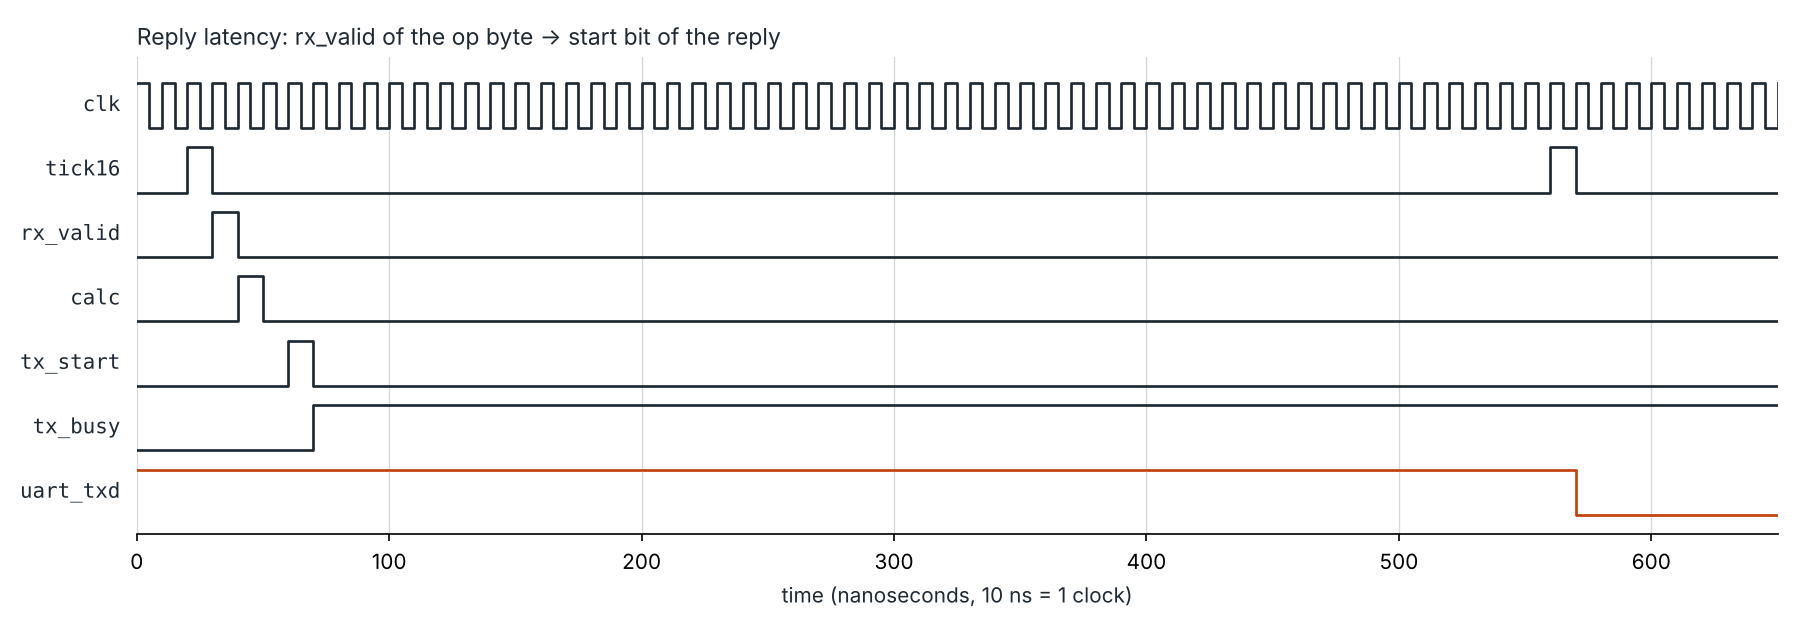 Reply latency: rx_valid of the op byte → start bit of the reply
clk
tick16
rx_valid
calc
tx_start
tx_busy
uart_txd
0 100 200 300 400 500 600
time (nanoseconds, 10 ns = 1 clock)